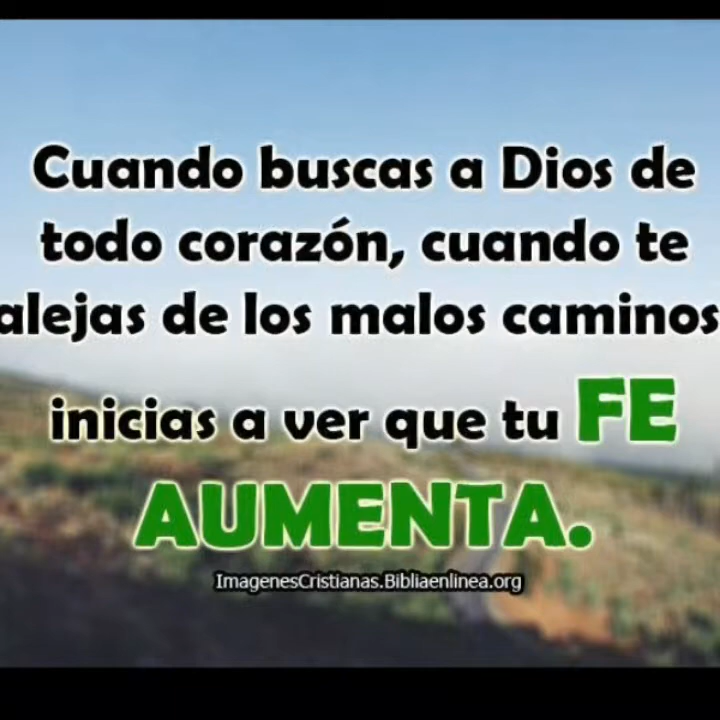 Cuando buscas a Dios de
todo corazón, cuando te
alejas de los malos caminos
inicias a ver que tu FE
AUMENTA.
ImagenesCristianas.Bibliaenlinea.org